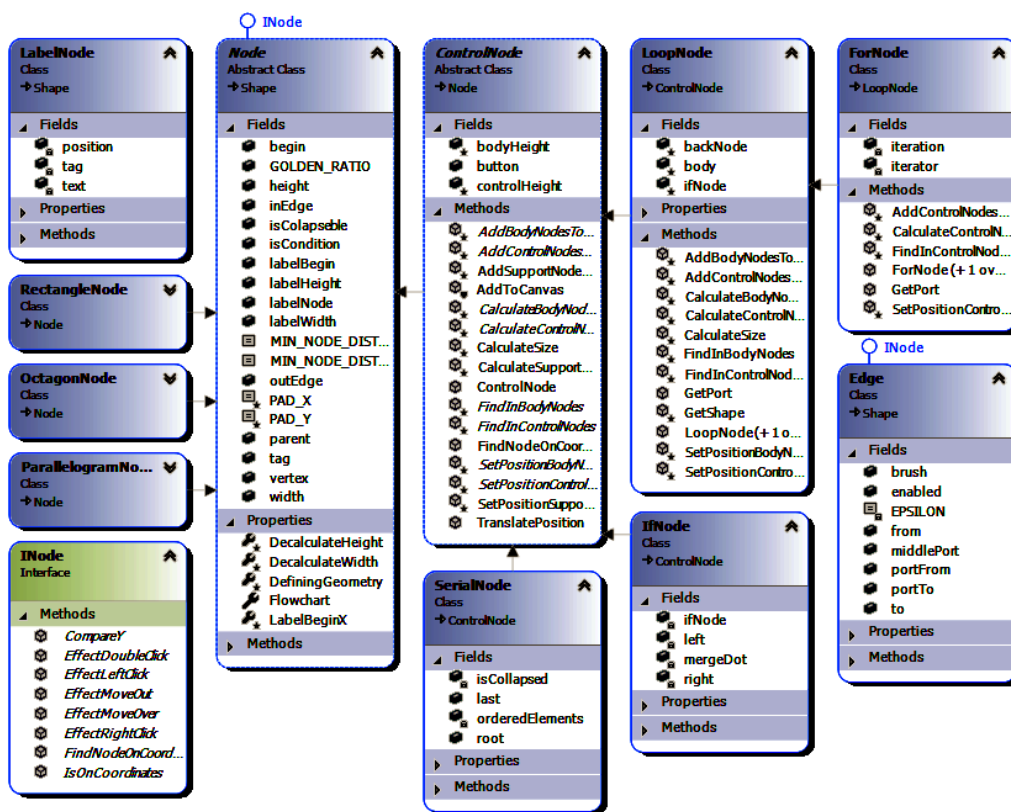 INode
LabelNode
Class
Shape
Fields
position
tag
text
Properties
Methods
RectangleNode
Class
Node
OctagonNode
Class
Node
ParallelogramNo...
Class
Node
INode
Interface
Methods
CompareY
EffectDoubleClick
EffectLeftClick
EffectMoveOut
EffectMoveOver
EffectRightClick
FindNodeOnCoord...
IsOnCoordinates
Node
Abstract Class
Shape
Fields
begin
GOLDEN_RATIO
height
inEdge
isColapseble
isCondition
labelBegin
labelHeight
labelNode
labelWidth
MIN_NODE_DIST...
MIN_NODE_DIST...
outEdge
PAD_X
PAD_Y
parent
tag
vertex
width
Properties
DecalculateHeight
DecalculateWidth
DefiningGeometry
Flowchart
LabelBeginX
Methods
ControlNode
Abstract Class
Node
Fields
bodyHeight
button
controlHeight
Methods
AddBodyNodesTo...
AddControlNodes...
AddSupportNode...
AddToCanvas
CalculateBodyNod...
CalculateControlN...
CalculateSize
CalculateSupport...
ControlNode
FindInBodyNodes
FindInControlNodes
FindNodeOnCoor...
SetPositionBodyN...
SetPositionControl...
SetPositionSuppo...
TranslatePosition
SerialNode
Class
ControlNode
Fields
isCollapsed
last
orderedElements
root
Properties
Methods
LoopNode
Class
ControlNode
Fields
backNode
body
ifNode
Properties
Methods
AddBodyNodesTo...
AddControlNodes...
CalculateBodyNo...
CalculateControlN...
CalculateSize
FindInBodyNodes
FindInControlNod...
GetPort
GetShape
LoopNode (+ 1 o...
SetPositionBodyN...
SetPositionContro...
IfNode
Class
ControlNode
Fields
ifNode
left
mergeDot
right
Properties
Methods
ForNode
Class
LoopNode
Fields
iteration
iterator
Methods
AddControlNodes...
CalculateControlN...
FindInControlNod...
ForNode (+ 1 ov...
GetPort
SetPositionContro...
INode
Edge
Class
Shape
Fields
brush
enabled
EPSILON
from
middlePort
portFrom
portTo
to
Properties
Methods